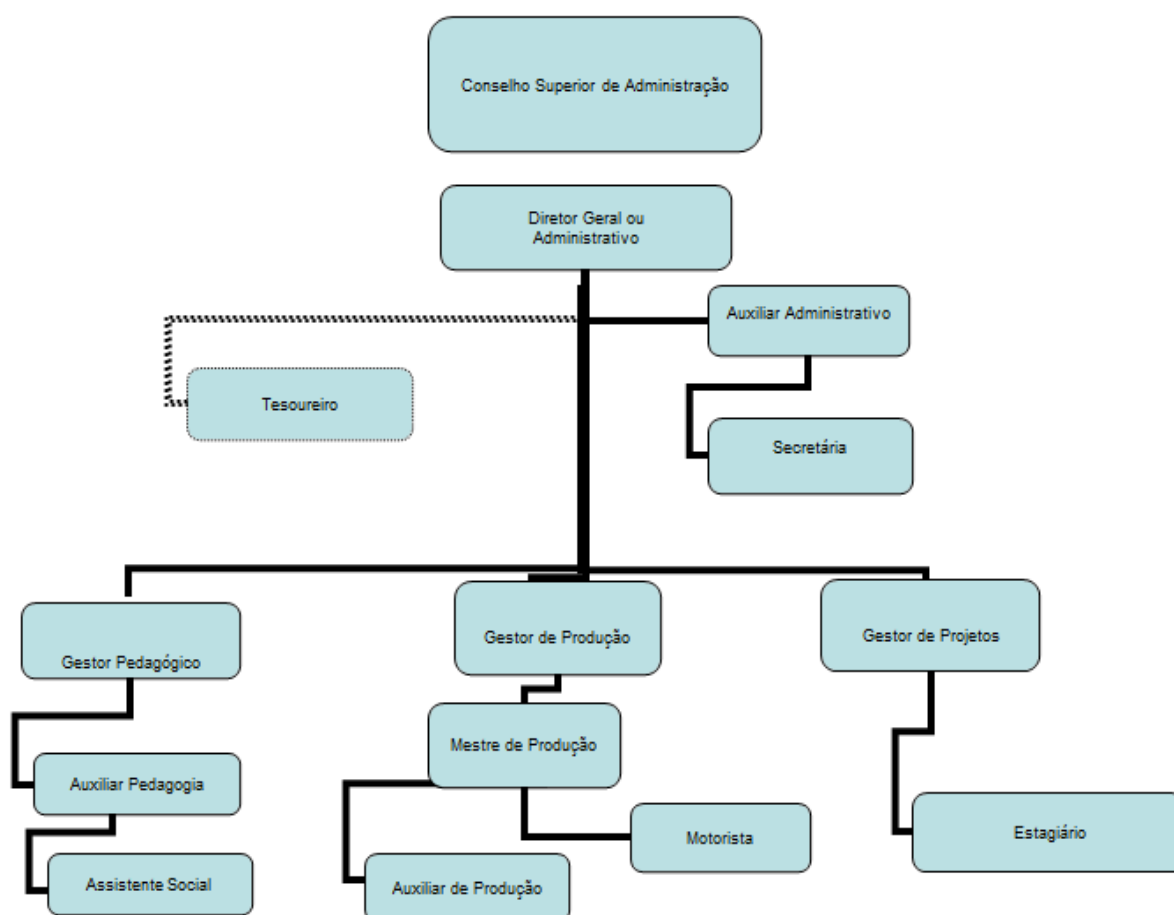 Conselho Superior de Administração
Diretor Geral ou
Administrativo
Auxiliar Administrativo
Tesoureiro
Secretária
Gestor Pedagógico
Gestor de Produção
Gestor de Projetos
Mestre de Produção
Auxiliar Pedagogia
Motorista
Estagiário
Assistente Social
Auxiliar de Produção